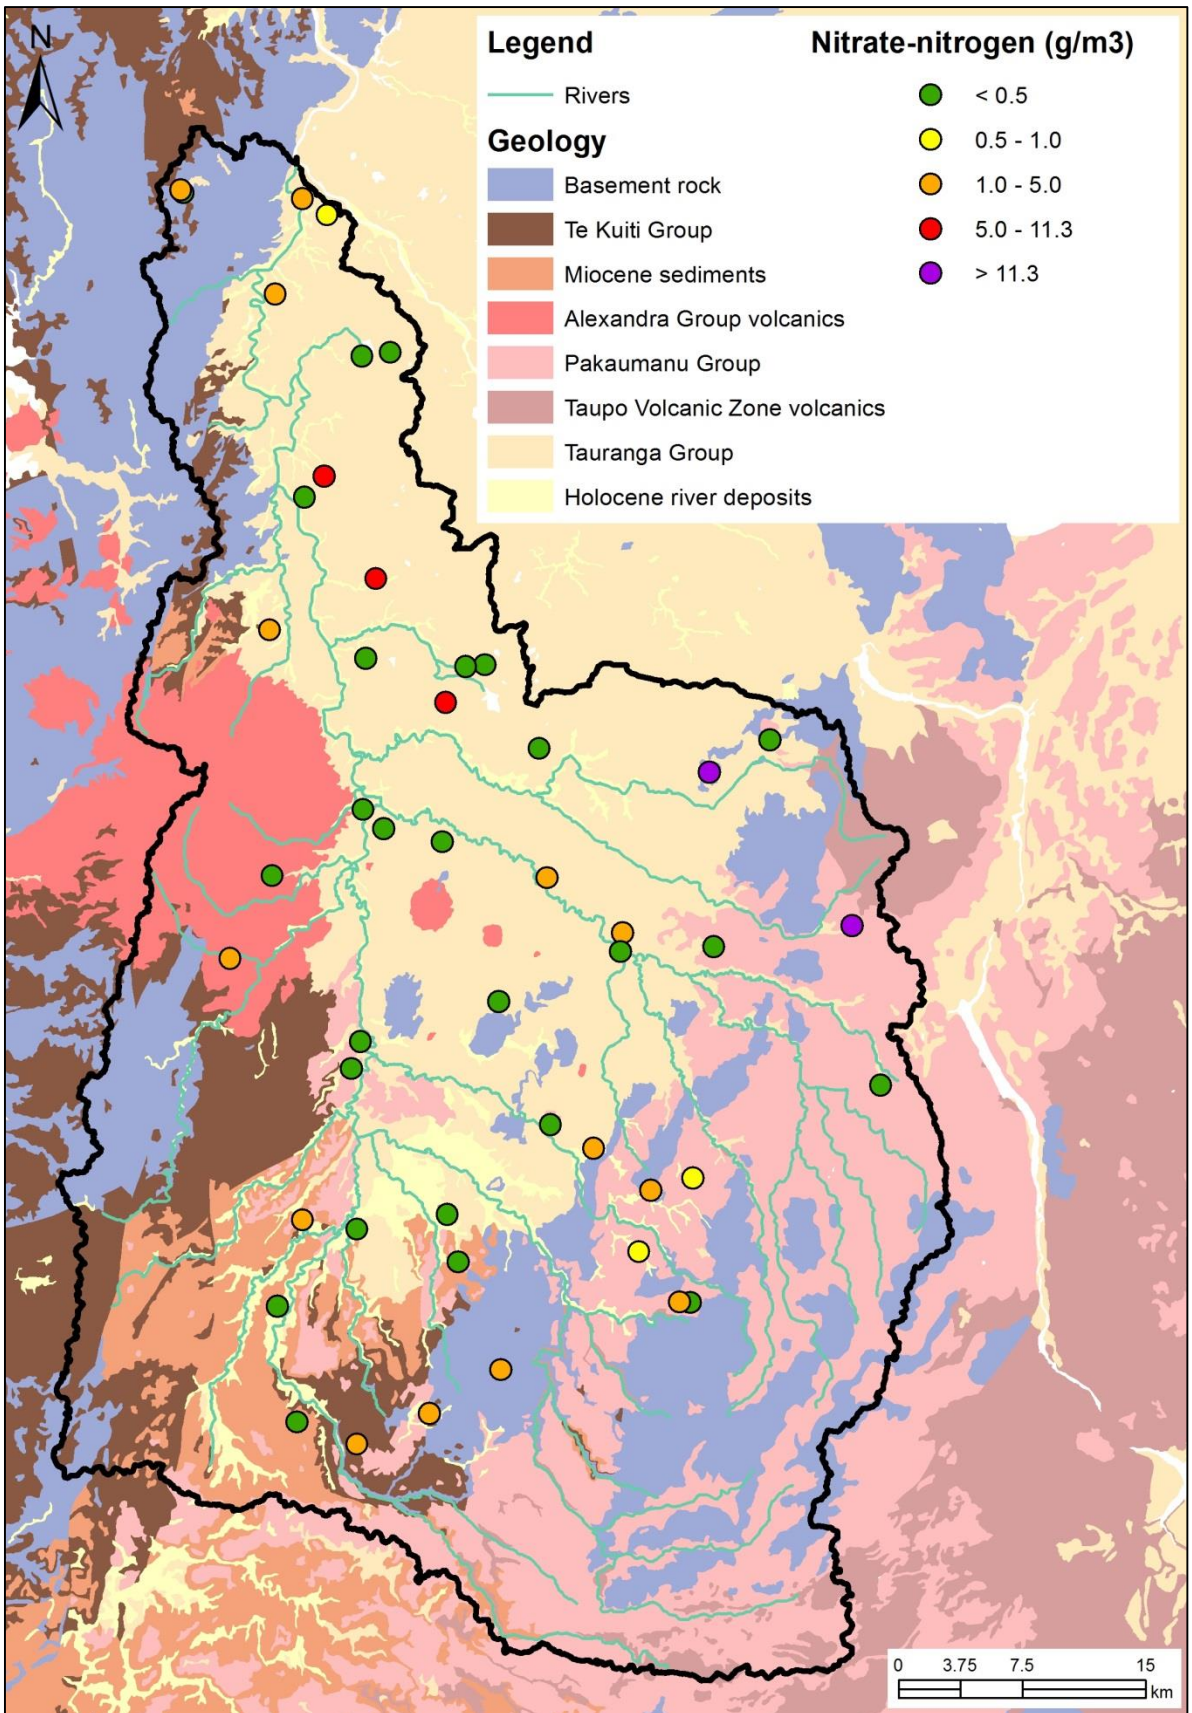 N
Legend
Rivers
Geology
Basement rock
Te Kuiti Group
Miocene sediments
Alexandra Group volcanics
Pakaumanu Group
Taupo Volcanic Zone volcanics
Tauranga Group
Holocene river deposits
Nitrate-nitrogen (g/m3)
< 0.5
0.5 - 1.0
1.0 - 5.0
5.0 - 11.3
> 11.3
0 3.75 7.5 15
km